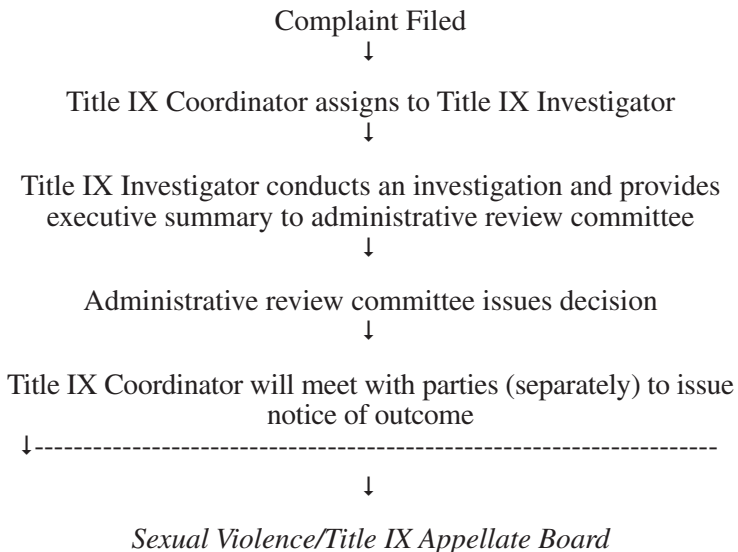 Complaint Filed
↓
Title IX Coordinator assigns to Title IX Investigator
↓
Title IX Investigator conducts an investigation and provides
executive summary to administrative review committee
↓
Administrative review committee issues decision
↓
Title IX Coordinator will meet with parties (separately) to issue
notice of outcome
↓-----------------------------------------------------------------------
↓
Sexual Violence/Title IX Appellate Board